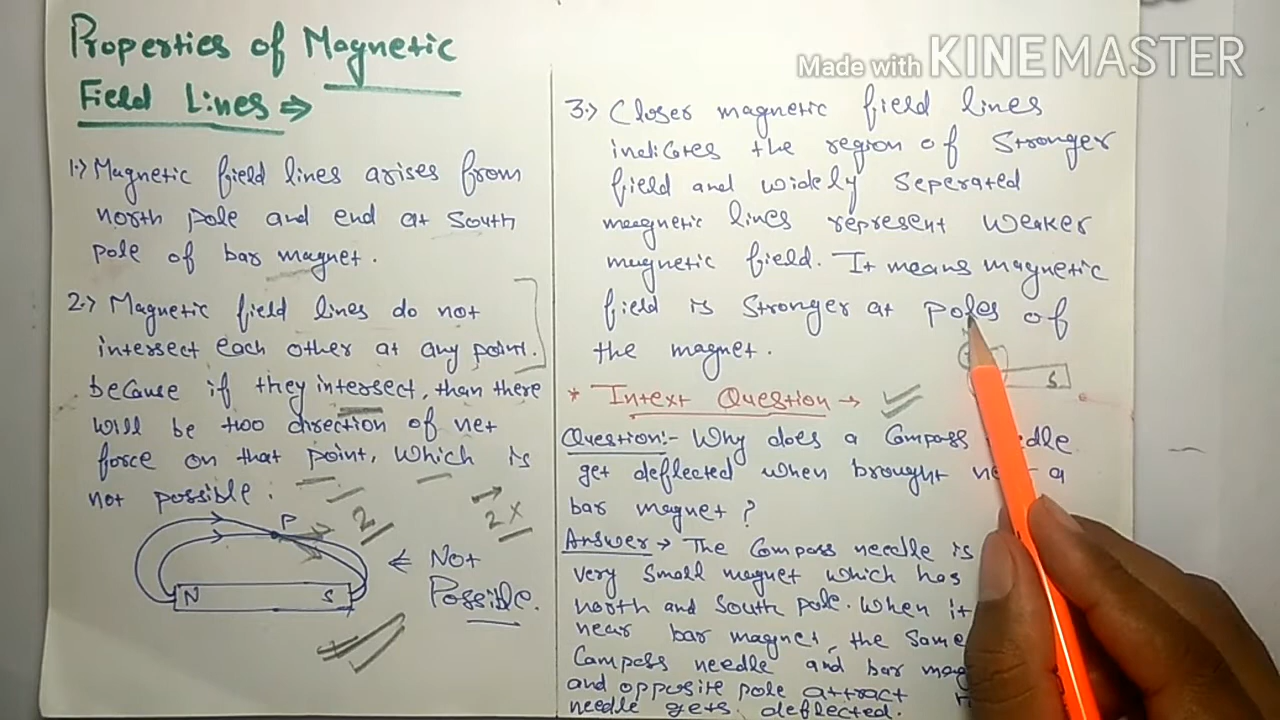 Properties of Magnetic
Field Lines ⇒
1.) Magnetic field lines arises from
north pole and end at south
pole of bar magnet.
2.) Magnetic field lines do not
intersect each other at any point.
because if they intersect, than there
will be two direction of net
force on that point, which is
not possible.
P
2
2 ×
N S
⇐ Not
Possible.
Made with KINEMASTER
3.) Closer magnetic field lines
indicates the region of Stronger
field and widely seperated
magnetic lines represent weaker
magnetic field. It means magnetic
field is Stronger at poles of
the magnet.
S
* Intext Question →
Question:- Why does a Compass
get deflected when brought a
bar magnet?
Answer → The Compass needle is
very small magnet which has
north and south pole. When it
near bar magnet, the same
Compass needle and bar
and opposite pole attract
needle gets deflected.